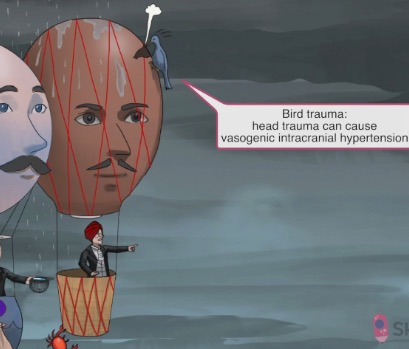 Bird trauma:
head trauma can cause
vasogenic intracranial hypertension